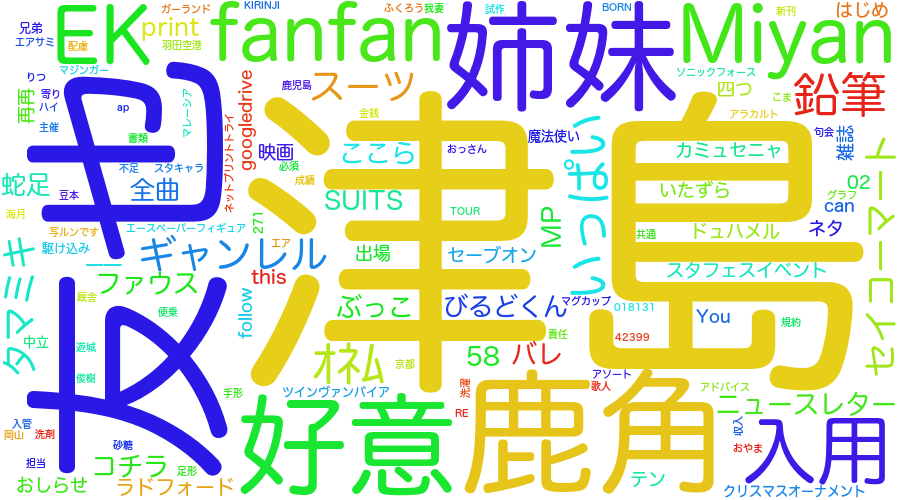 EK
fanfan
姉妹
Miyan
はじめ
KIRINJI
ガーランド
ふくろう
我妻
試作
BORN
新刊
兄弟
エアサミ
配慮
print
羽田空港
鉛筆
マジンガー
スーツ
ソニックフォース
四つ
こま
りつ
寄り
ハイ
再再
主催
ap
書類
マレーシア
鹿児島
金銭
アラカルト
googledrive
ネットプリントトライ
映画
ここら
おっさん
魔法使い
いっぱい
カミュセニャ
句会
雑誌
セイコーマート
蛇足
不足
スタキャラ
豆本
全曲
必須
成績
SUITS
TOUR
MP
いたずら
02
グラフ
can
海月
写ルンです
エースペーパーフィギュア
271
エア
津島
共通
ドュハメル
ネタ
タマミキ
駆け込み
ギャンレル
出場
セーブオン
スタフェスイベント
this
ファウス
follow
ぶっこ
びるどくん
マグカップ
018131
You
規約
厩舎
便乗
中立
遊城
俊樹
オネム
京都
58
バレ
責任
42399
手形
ツインヴァンパイア
洗濯
アソート
歌人
アドバイス
善子
入管
岡山
洗剤
砂糖
好意
RE
鹿角
ニュースレター
収入
おやま
入用
担当
コチラ
足形
おしらせ
ラドフォード
テン
クリスマスオーナメント